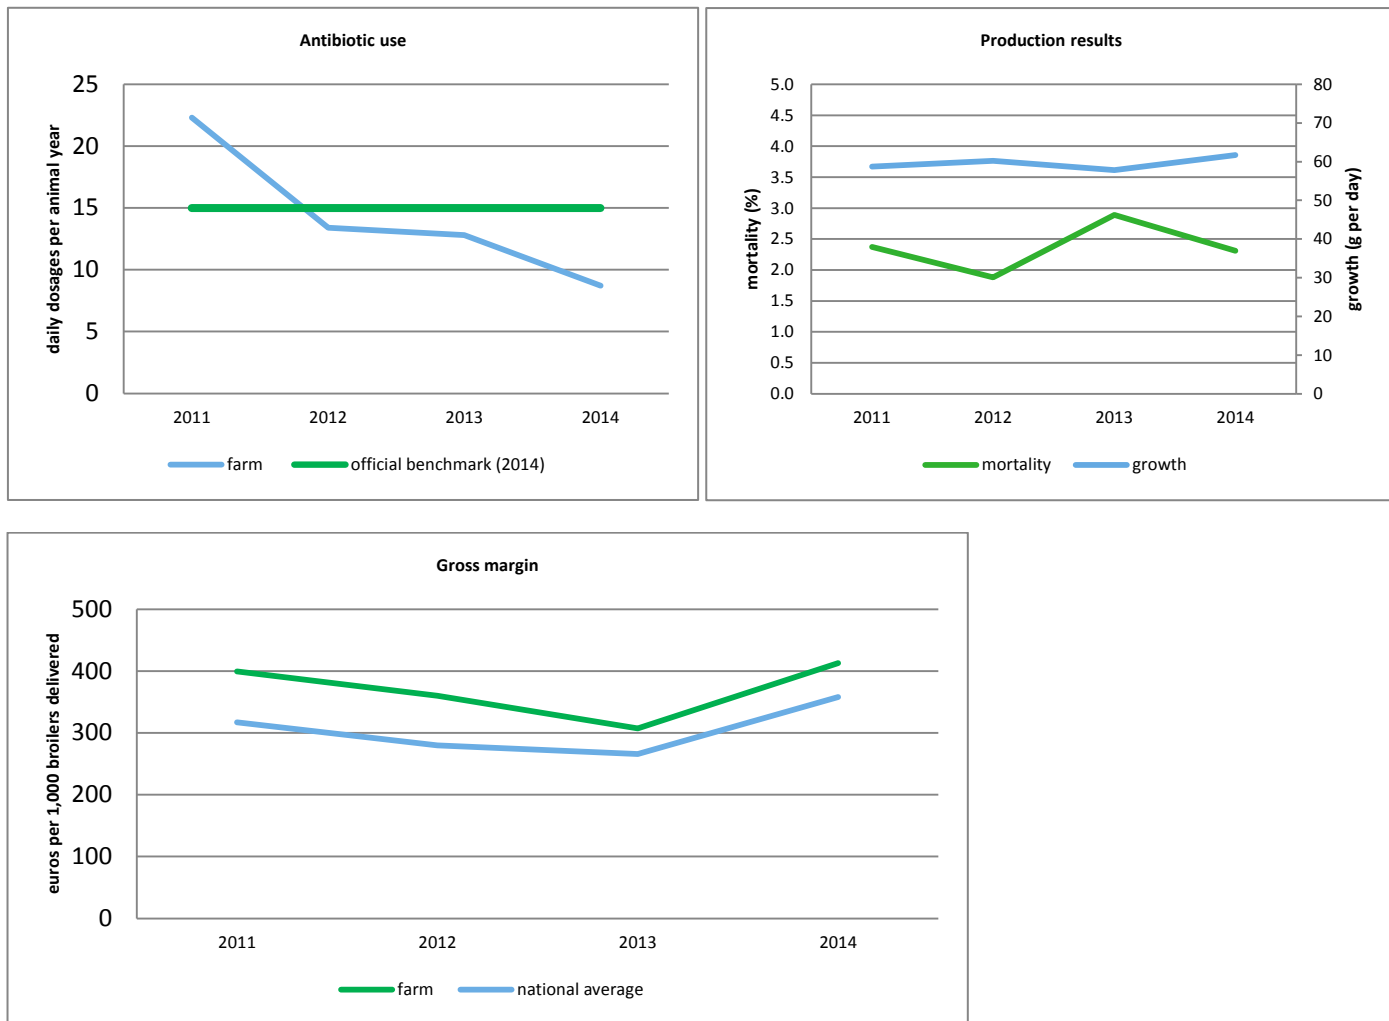 Antibiotic use
daily dosages per animal year
25
20
15
10
5
0
2011 2012 2013 2014
farm official benchmark (2014)
Production results
mortality (%)
5.0
4.5
4.0
3.5
3.0
2.5
2.0
1.5
1.0
0.5
0.0
80
70
60
50
40
30
20
10
0
growth (g per day)
2011 2012 2013 2014
mortality growth
Gross margin
euros per 1,000 broilers delivered
500
400
300
200
100
0
2011 2012 2013 2014
farm national average